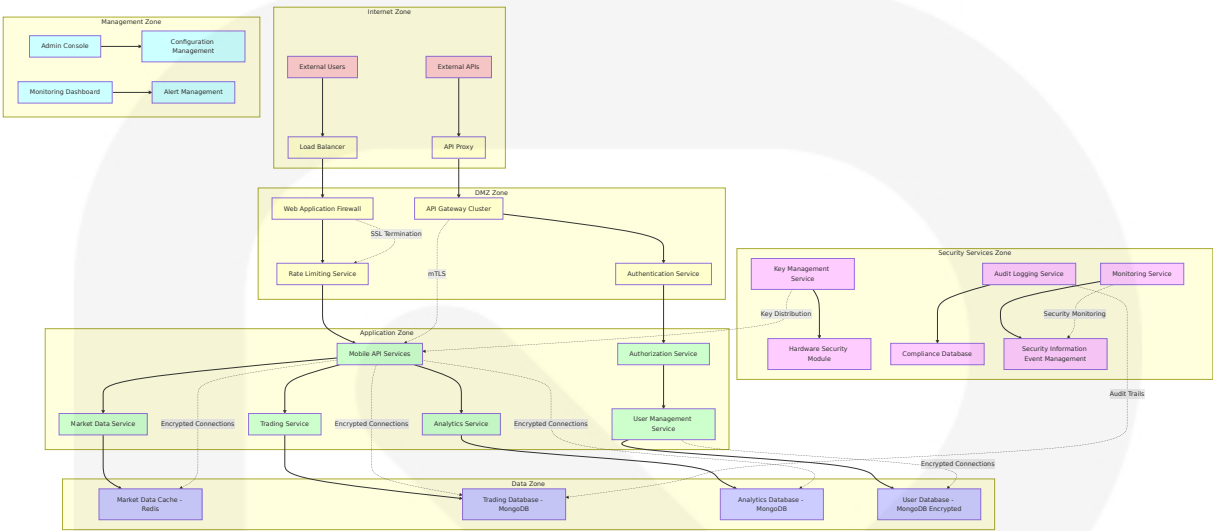 Management Zone
Admin Console
Configuration
Management
Monitoring Dashboard
Alert Management
Internet Zone
External Users
External APIs
Load Balancer
API Proxy
DMZ Zone
Web Application Firewall
API Gateway Cluster
SSL Termination
mTLS
Rate Limiting Service
Authentication Service
Security Services Zone
Key Management
Service
Audit Logging Service
Monitoring Service
Key Distribution
Security Monitoring
Hardware Security
Module
Compliance Database
Security Information
Event Management
Audit Trails
Application Zone
Mobile API Services
Authorization Service
Market Data Service
Encrypted Connections
Trading Service
Encrypted Connections
Analytics Service
Encrypted Connections
User Management
Service
Encrypted Connections
Data Zone
Market Data Cache -
Redis
Trading Database -
MongoDB
Analytics Database -
MongoDB
User Database -
MongoDB Encrypted